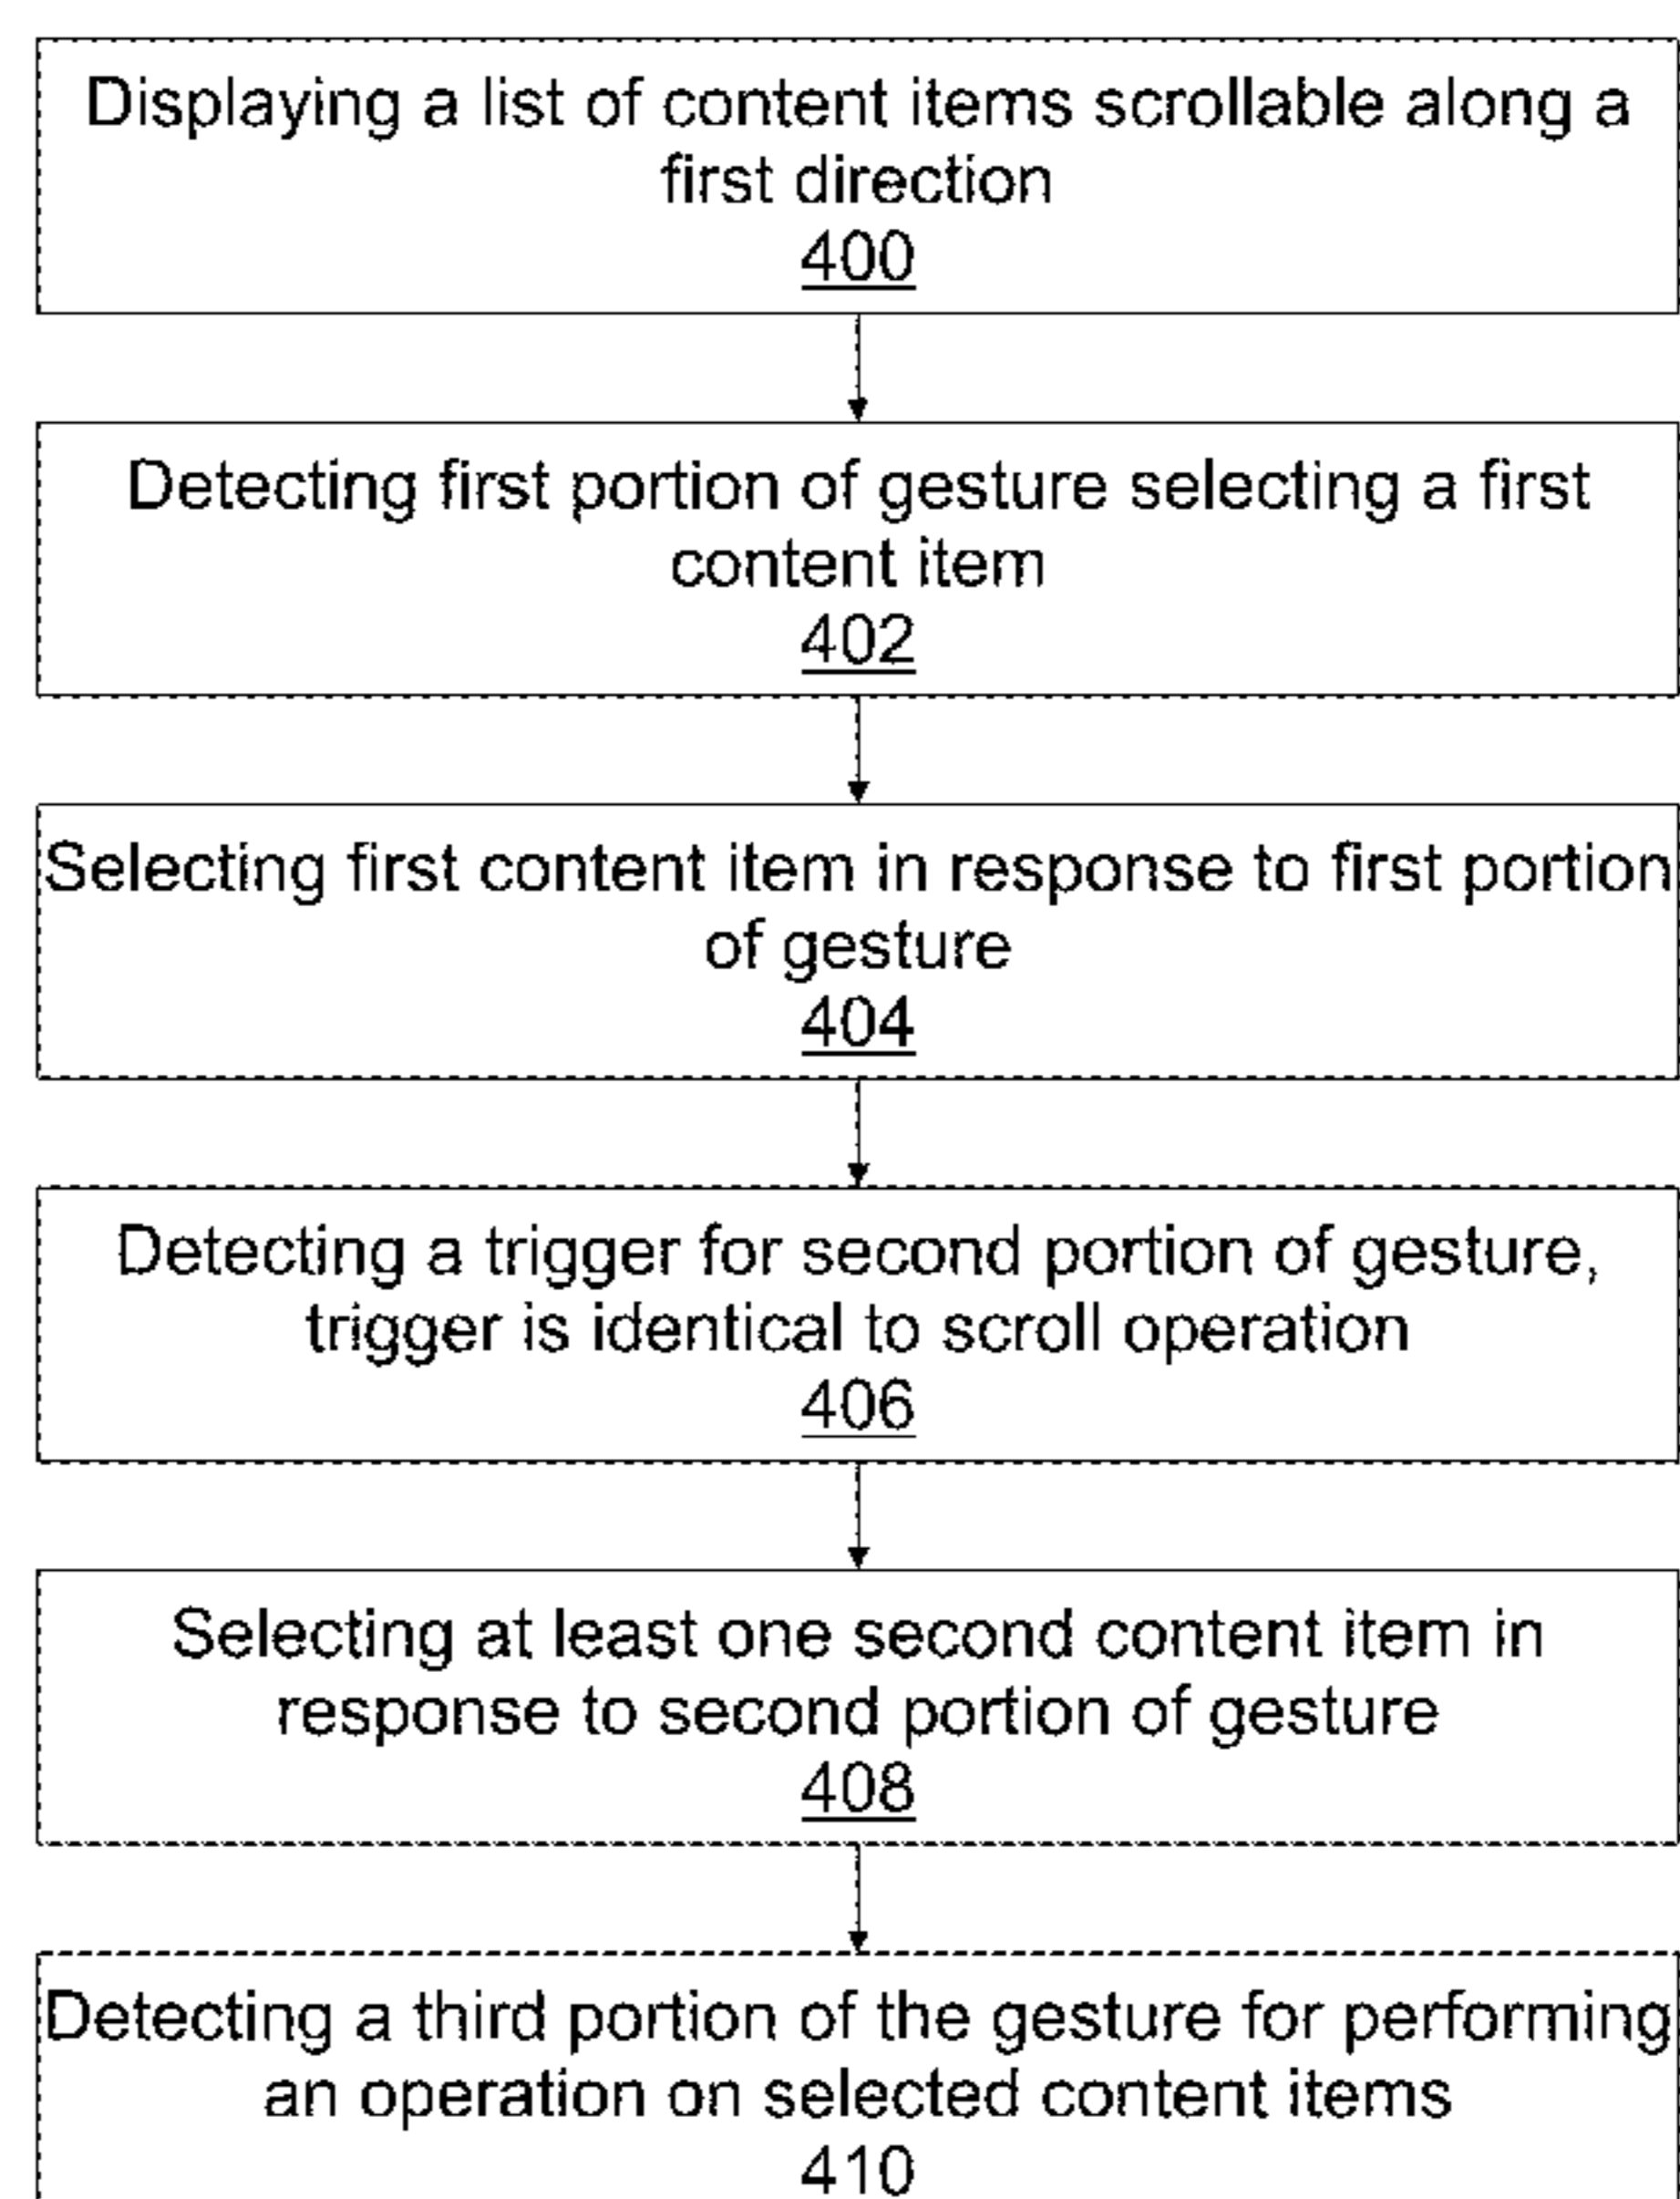 Displaying a list of content items scrollable along a
first direction
400
Detecting first portion of gesture selecting a first
content item
402
Selecting first content item in response to first portion
of gesture
404
Detecting a trigger for second portion of gesture,
trigger is identical to scroll operation
406
Selecting at least one second content item in
response to second portion of gesture
408
Detecting a third portion of the gesture for performing
an operation on selected content items
410